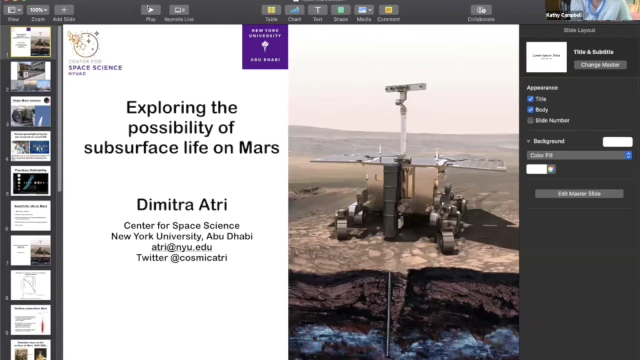 100%
View
Zoom
Add Slide
Play
Keynote Live
Table
Chart
Text
Shape
Media
Comment
Collaborate
Kathy Campbell
CENTER FOR
SPACE SCIENCE
NYUAD
NEW YORK
UNIVERSITY
ABU DHABI
Exploring the
possibility of
subsurface life on Mars
Dimitra Atri
Center for Space Science
New York University, Abu Dhabi
atri@nyu.edu
Twitter @cosmicatri
Slide Layout
Title & Subtitle
Change Master
Appearance
Title
Body
Slide Number
Background
Color Fill
Edit Master Slide